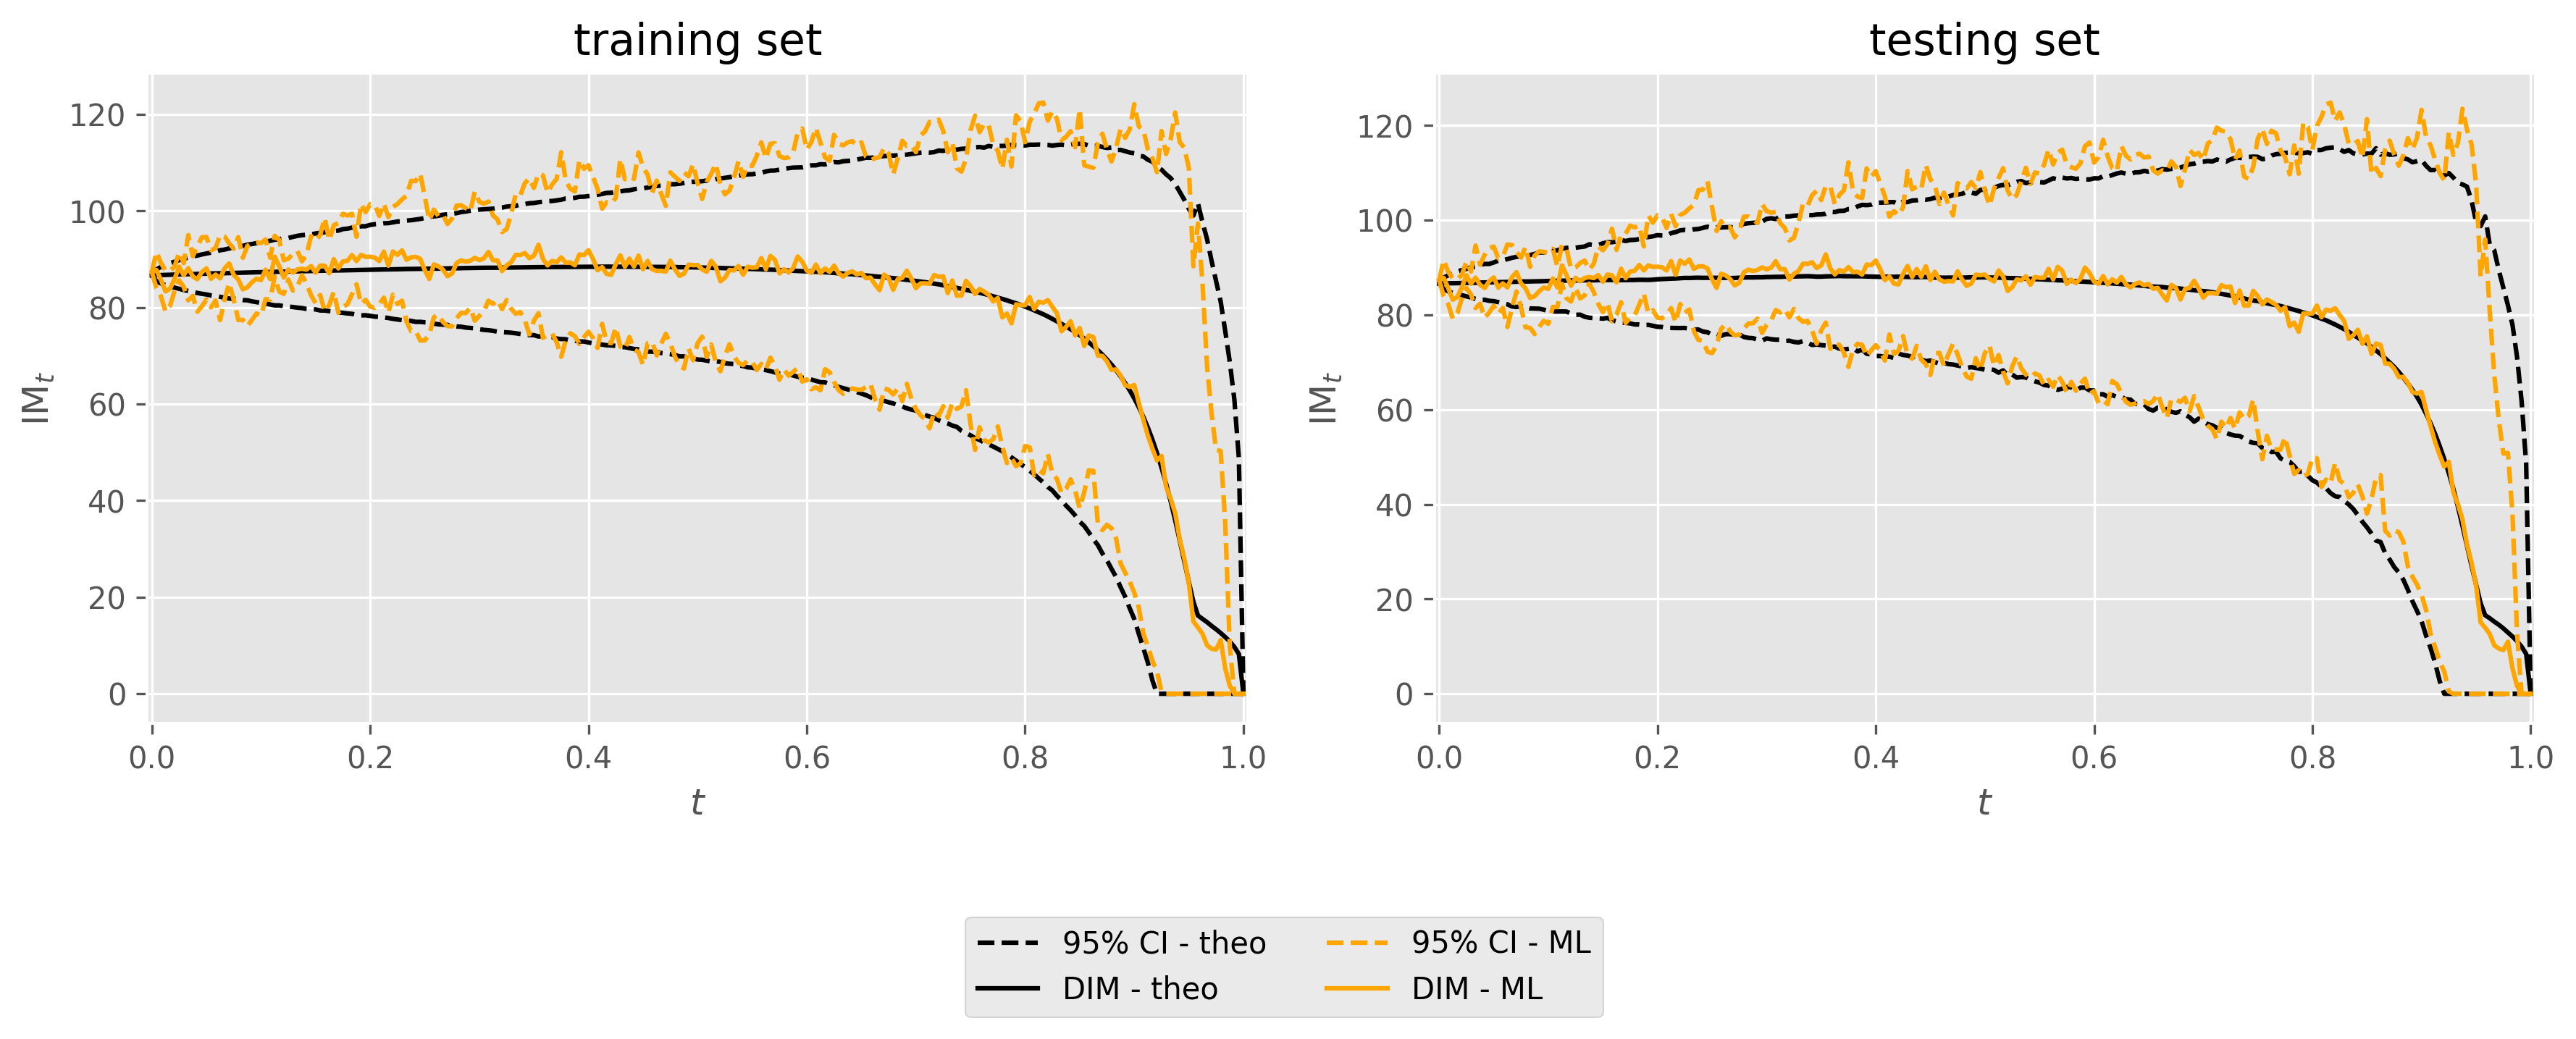 training set
testing set
IM_t
120
100
80
60
40
20
0
0.0 0.2 0.4 0.6 0.8 1.0
t
IM_t
120
100
80
60
40
20
0
0.0 0.2 0.4 0.6 0.8 1.0
t
95% CI - theo
95% CI - ML
DIM - theo
DIM - ML